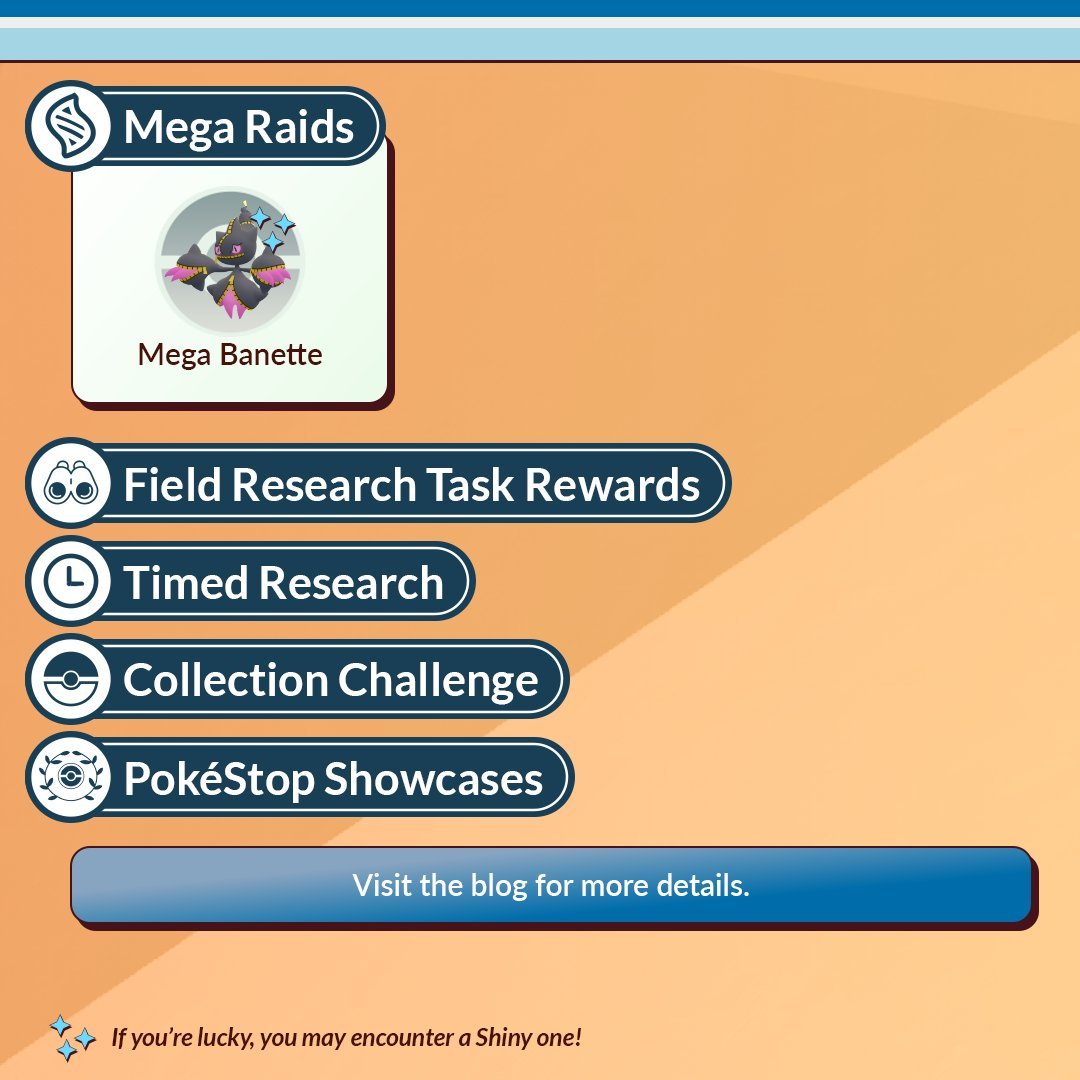 Mega Raids
Mega Banette
Field Research Task Rewards
Timed Research
Collection Challenge
PokéStop Showcases
Visit the blog for more details.
If you're lucky, you may encounter a Shiny one!